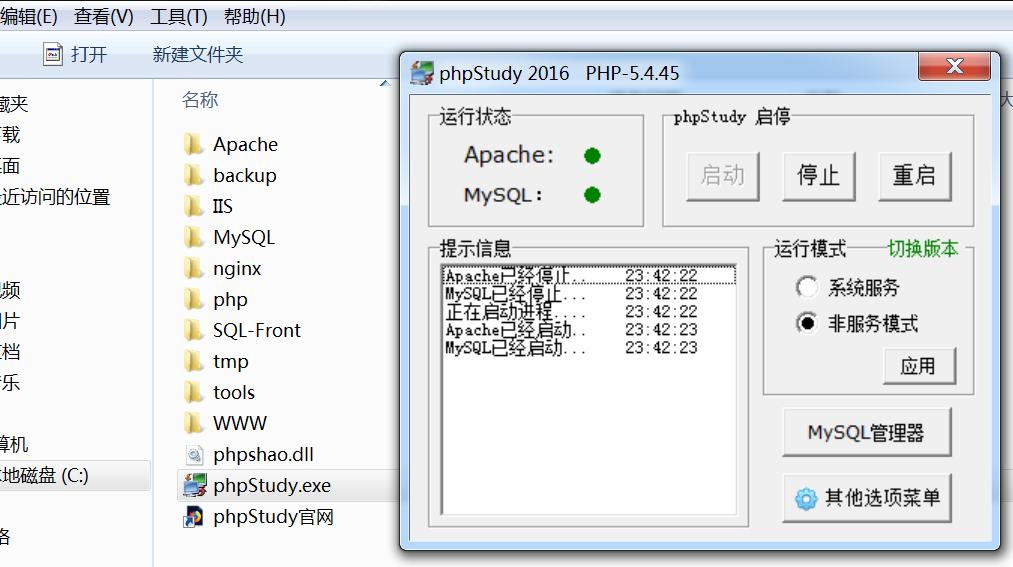 编辑(E) 查看(V) 工具(T) 帮助(H)
打开 新建文件夹
名称
藏夹
下载
桌面
最近访问的位置
视频
图片
文档
音乐
算机
本地磁盘 (C:)
络
Apache
backup
IIS
MySQL
nginx
php
SQL-Front
tmp
tools
WWW
phpshao.dll
phpStudy.exe
phpStudy官网
大
phpStudy 2016 PHP-5.4.45
运行状态
Apache:
MySQL:
phpStudy 启停
启动 停止 重启
提示信息
Apache已经停止.. 23:42:22
MySQL已经停止... 23:42:22
正在启动进程.... 23:42:22
Apache已经启动.. 23:42:23
MySQL已经启动... 23:42:23
运行模式 切换版本
系统服务
非服务模式
应用
MySQL管理器
其他选项菜单